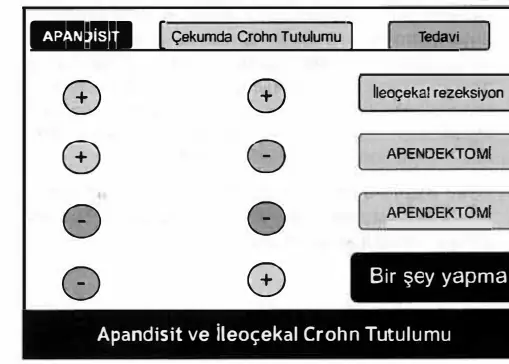 APANDİSİT Çekumda Crohn Tutulumu Tedavi
+ + İleoçekal rezeksiyon
+ - APENDEKTOMİ
- - APENDEKTOMİ
- + Bir şey yapma
Apandisit ve İleoçekal Crohn Tutulumu